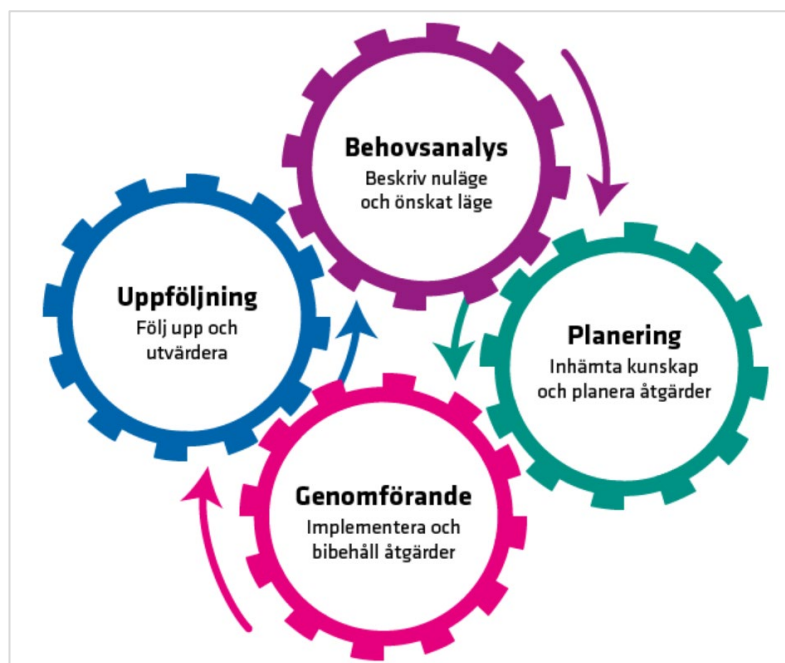 Behovsanalys
Beskriv nuläge
och önskat läge
Planering
Inhämta kunskap
och planera åtgärder
Genomförande
Implementera och
bibehåll åtgärder
Uppföljning
Följ upp och
utvärdera